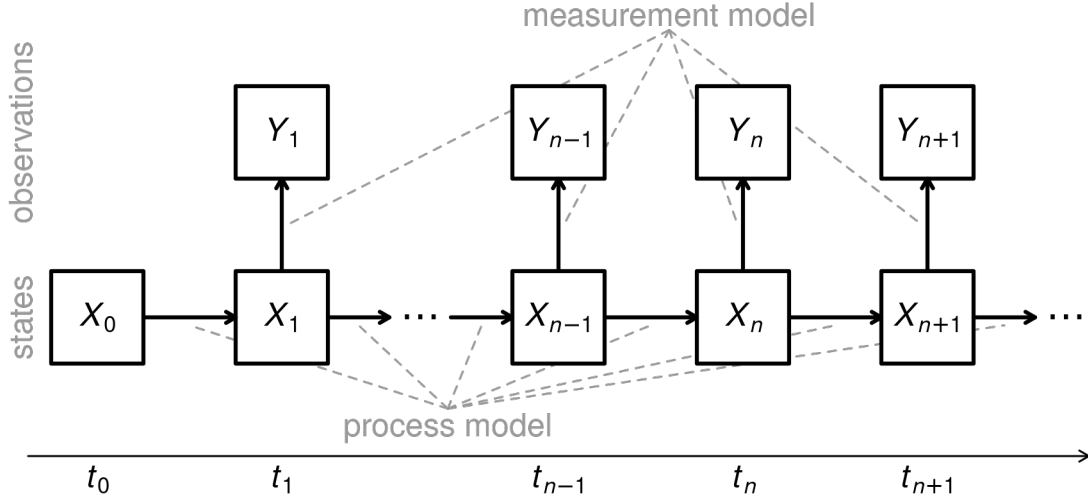 measurement model
observations
Y₁ Yₙ₋₁ Yₙ Yₙ₊₁
states
X₀ X₁ ⋯ Xₙ₋₁ Xₙ Xₙ₊₁ ⋯
process model
t₀ t₁ tₙ₋₁ tₙ tₙ₊₁